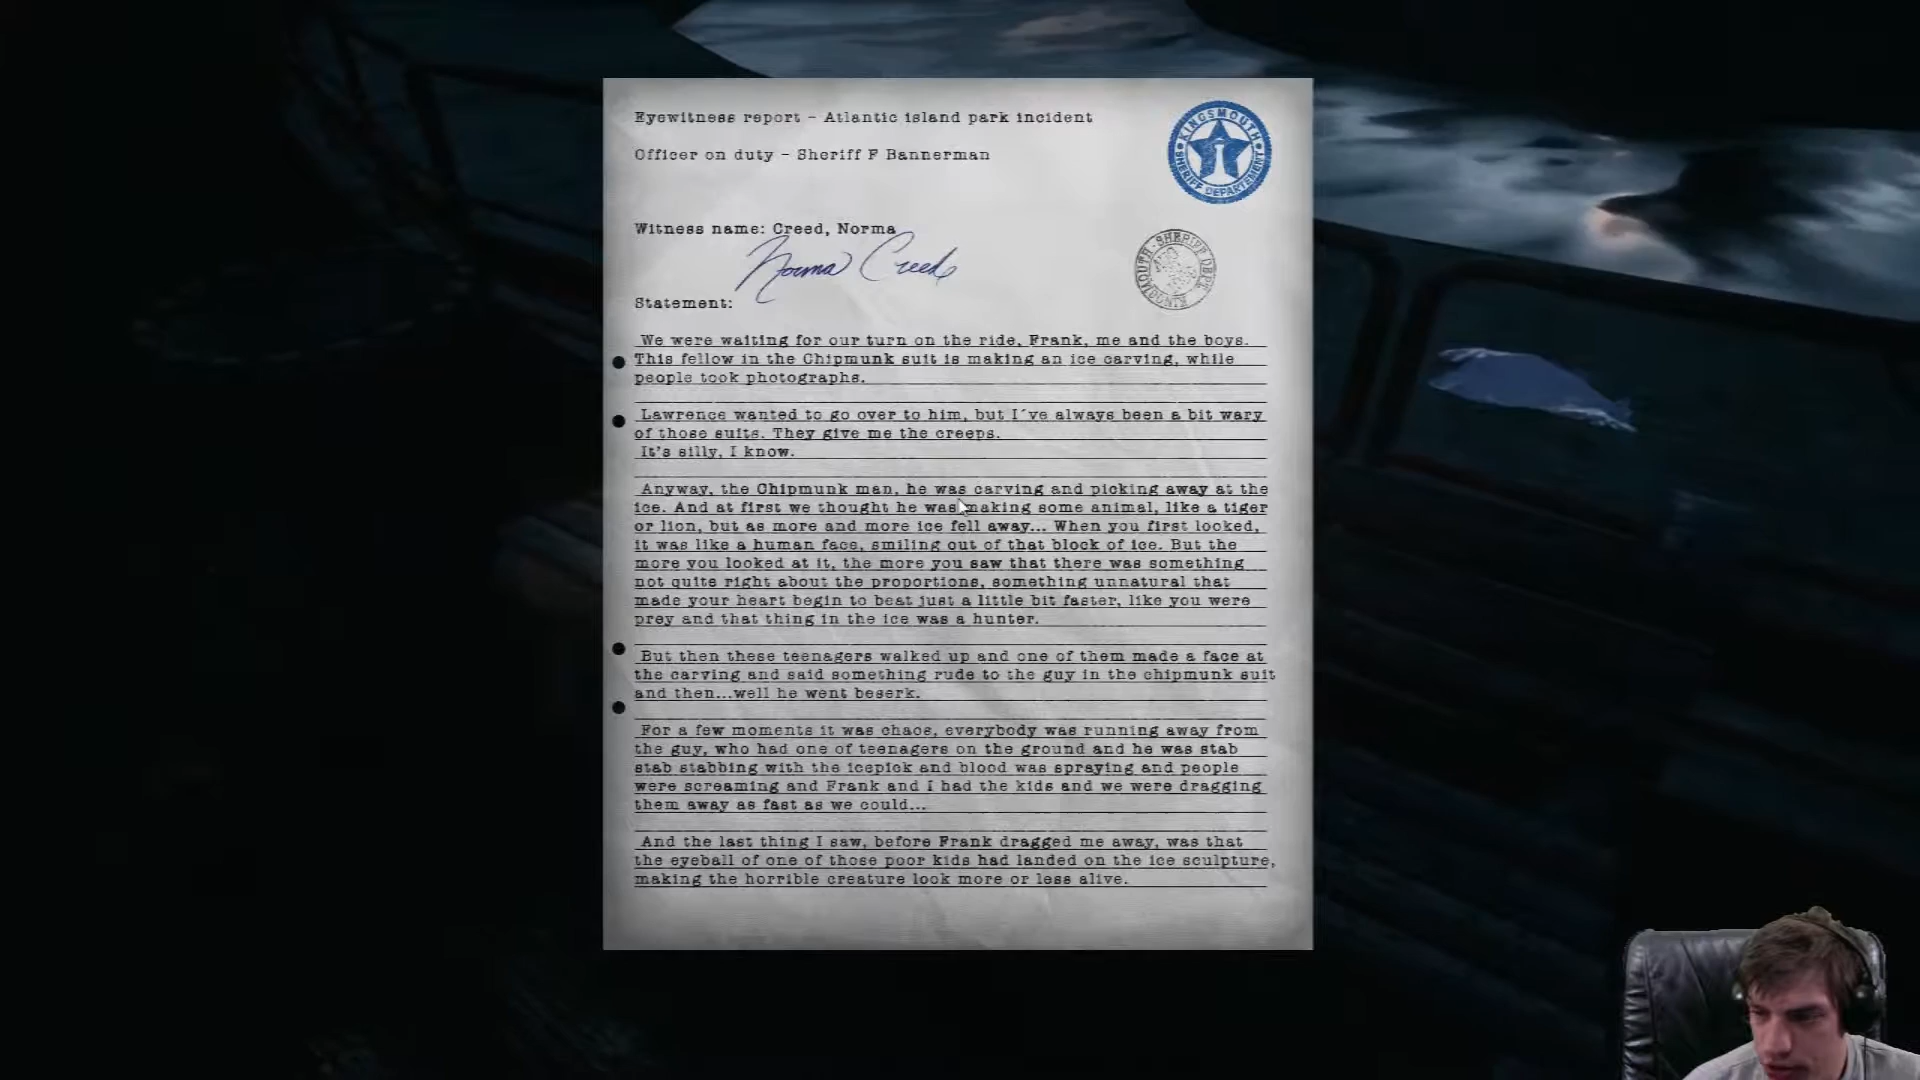 Eyewitness report - Atlantic island park incident
Officer on duty - Sheriff F Bannerman
KINGSMOUTH
SHERIFF DEPARTEMENT
Witness name: Creed, Norma
Norma Creed
KINGSMOUTH - SHERIFF DEPT
Statement:
We were waiting for our turn on the ride, Frank, me and the boys.
This fellow in the Chipmunk suit is making an ice carving, while
people took photographs.
Lawrence wanted to go over to him, but I´ve always been a bit wary
of those suits. They give me the creeps.
It's silly, I know.
Anyway, the Chipmunk man, he was carving and picking away at the
ice. And at first we thought he was making some animal, like a tiger
or lion, but as more and more ice fell away... When you first looked,
it was like a human face, smiling out of that block of ice. But the
more you looked at it, the more you saw that there was something
not quite right about the proportions, something unnatural that
made your heart begin to beat just a little bit faster, like you were
prey and that thing in the ice was a hunter.
But then these teenagers walked up and one of them made a face at
the carving and said something rude to the guy in the chipmunk suit
and then...well he went beserk.
For a few moments it was chaos, everybody was running away from
the guy, who had one of teenagers on the ground and he was stab
stab stabbing with the icepick and blood was spraying and people
were screaming and Frank and I had the kids and we were dragging
them away as fast as we could...
And the last thing I saw, before Frank dragged me away, was that
the eyeball of one of those poor kids had landed on the ice sculpture,
making the horrible creature look more or less alive.